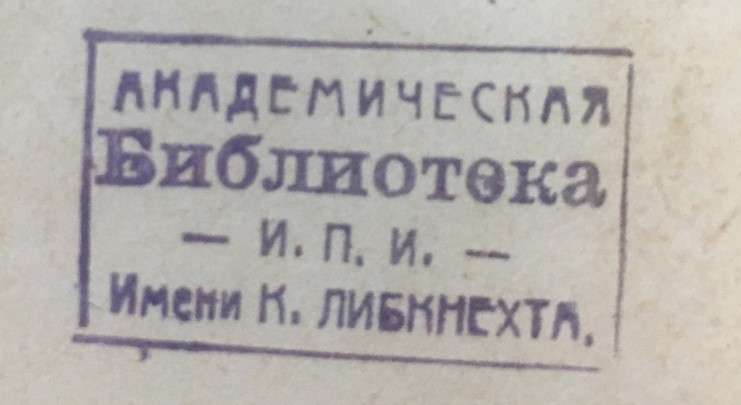 АКАДЕМИЧЕСКАЯ
Библиотека
— И. П. И. —
Имени К. ЛИБКНЕХТА.